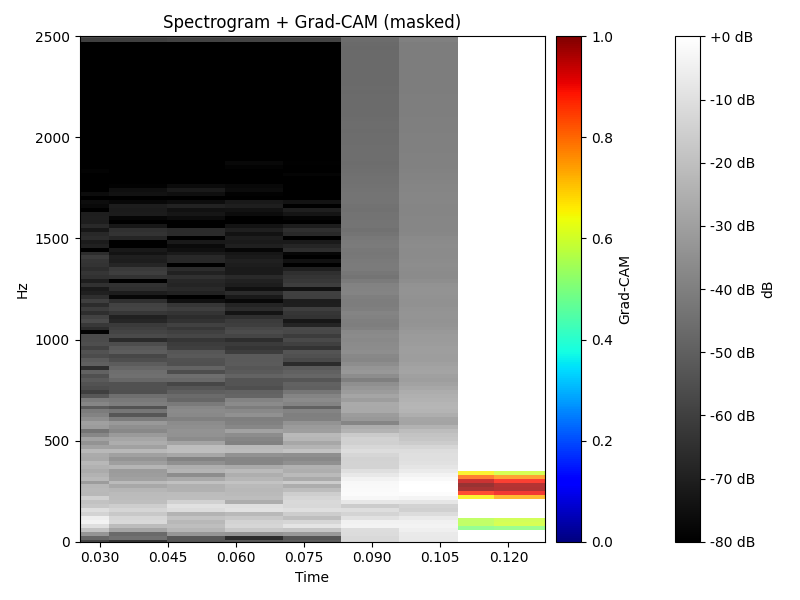 Spectrogram + Grad-CAM (masked)
2500
2000
1500
1000
500
0
Hz
0.030
0.045
0.060
0.075
0.090
0.105
0.120
Time
1.0
0.8
0.6
0.4
0.2
0.0
Grad-CAM
+0 dB
-10 dB
-20 dB
-30 dB
-40 dB
-50 dB
-60 dB
-70 dB
-80 dB
dB